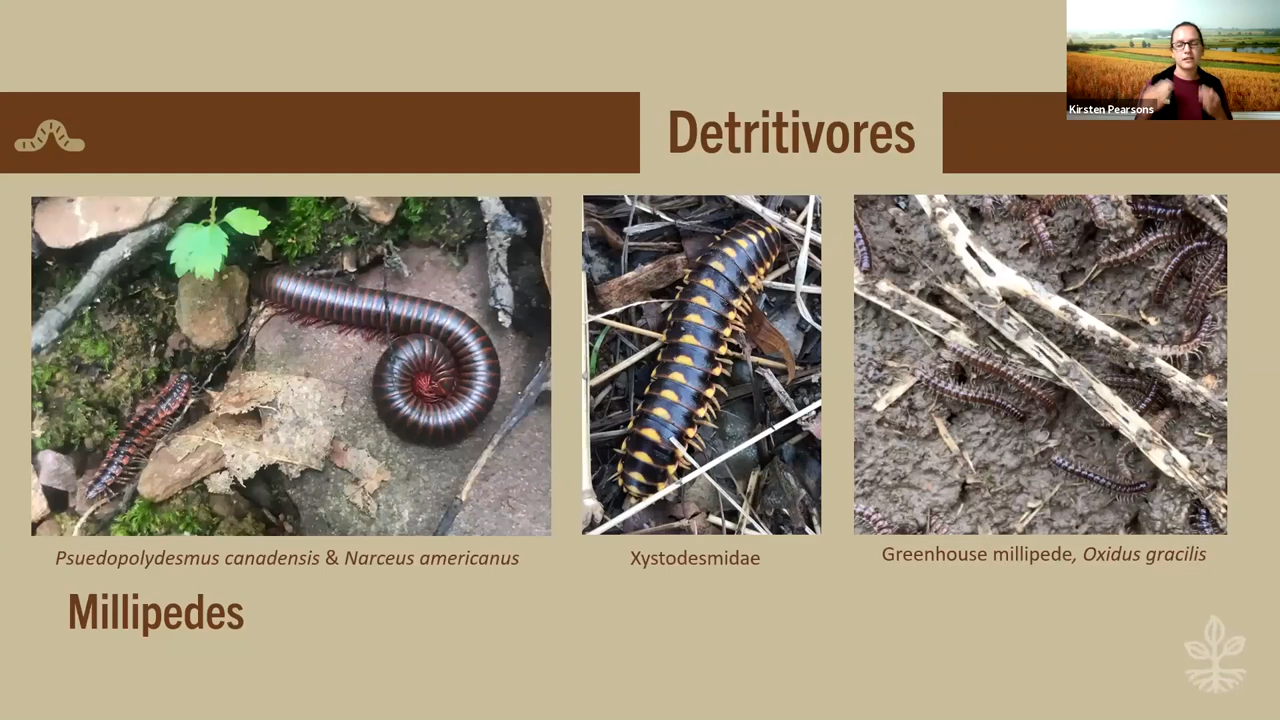 Kirsten Pearsons
Detritivores
Psuedopolydesmus canadensis & Narceus americanus
Xystodesmidae
Greenhouse millipede, Oxidus gracilis
Millipedes